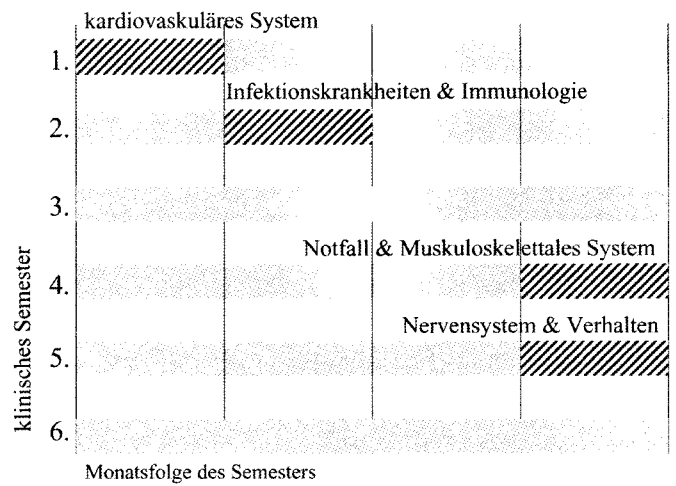 kardiovaskuläres System
1.
Infektionskrankheiten & Immunologie
2.
3.
Notfall & Muskuloskelettales System
4.
Nervensystem & Verhalten
5.
6.
klinisches Semester
Monatsfolge des Semesters